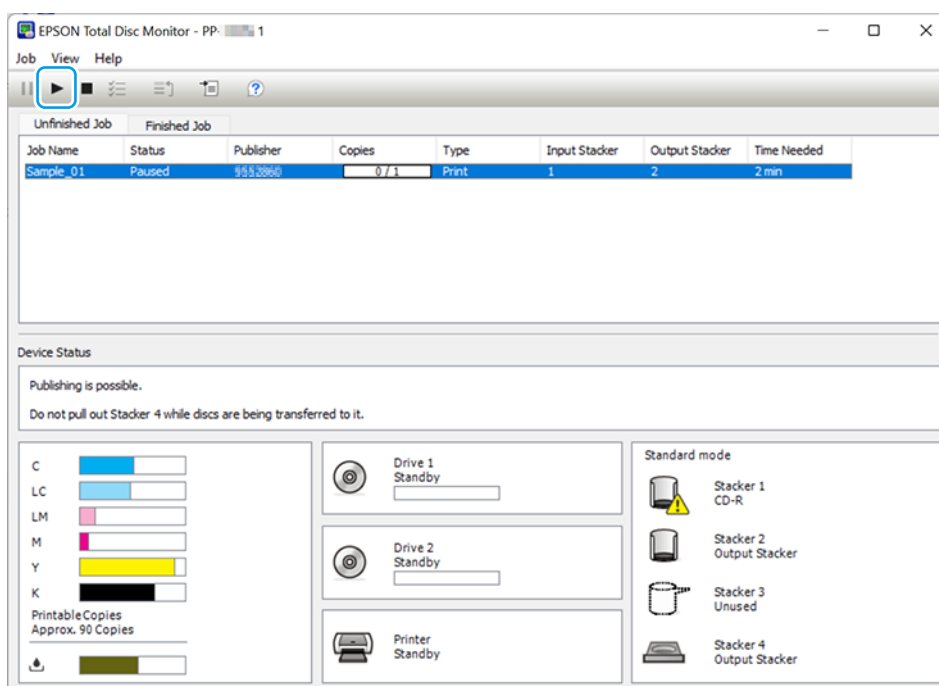 EPSON Total Disc Monitor - PP- 1
Job View Help
Unfinished Job Finished Job
Job Name Status Publisher Copies Type Input Stacker Output Stacker Time Needed
Sample_01 Paused 9552860 0 / 1 Print 1 2 2 min
Device Status
Publishing is possible.
Do not pull out Stacker 4 while discs are being transferred to it.
C
LC
LM
M
Y
K
Printable Copies
Approx. 90 Copies
Drive 1
Standby
Drive 2
Standby
Printer
Standby
Standard mode
Stacker 1
CD-R
Stacker 2
Output Stacker
Stacker 3
Unused
Stacker 4
Output Stacker